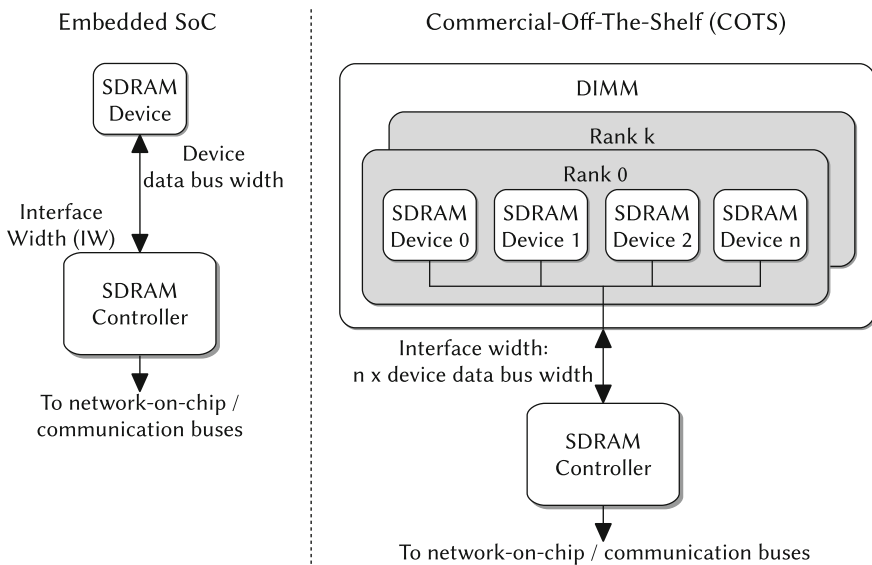 Embedded SoC
SDRAM
Device
Device
data bus width
Interface
Width (IW)
SDRAM
Controller
To network-on-chip /
communication buses
Commercial-Off-The-Shelf (COTS)
DIMM
Rank k
Rank 0
SDRAM
Device 0
SDRAM
Device 1
SDRAM
Device 2
SDRAM
Device n
Interface width:
n x device data bus width
SDRAM
Controller
To network-on-chip / communication buses